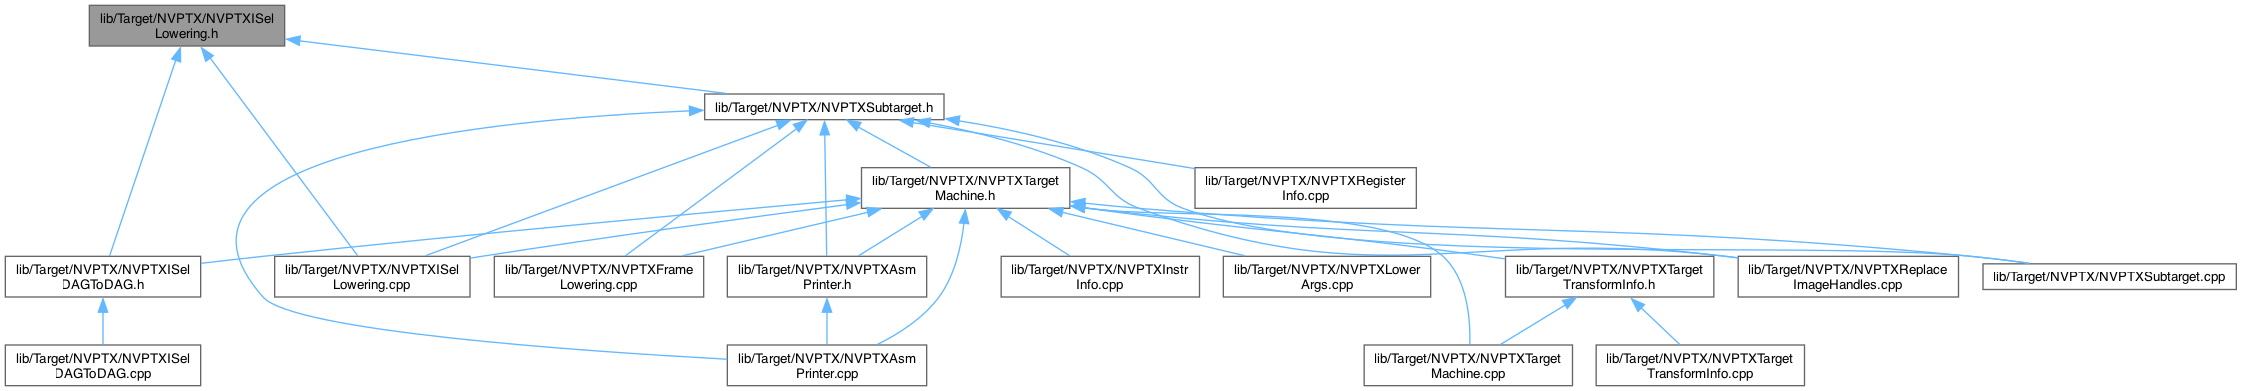 lib/Target/NVPTX/NVPTXISel
Lowering.h
lib/Target/NVPTX/NVPTXSubtarget.h
lib/Target/NVPTX/NVPTXTarget
Machine.h
lib/Target/NVPTX/NVPTXRegister
Info.cpp
lib/Target/NVPTX/NVPTXISel
DAGToDAG.h
lib/Target/NVPTX/NVPTXISel
Lowering.cpp
lib/Target/NVPTX/NVPTXFrame
Lowering.cpp
lib/Target/NVPTX/NVPTXAsm
Printer.h
lib/Target/NVPTX/NVPTXInstr
Info.cpp
lib/Target/NVPTX/NVPTXLower
Args.cpp
lib/Target/NVPTX/NVPTXTarget
TransformInfo.h
lib/Target/NVPTX/NVPTXReplace
ImageHandles.cpp
lib/Target/NVPTX/NVPTXSubtarget.cpp
lib/Target/NVPTX/NVPTXISel
DAGToDAG.cpp
lib/Target/NVPTX/NVPTXAsm
Printer.cpp
lib/Target/NVPTX/NVPTXTarget
Machine.cpp
lib/Target/NVPTX/NVPTXTarget
TransformInfo.cpp